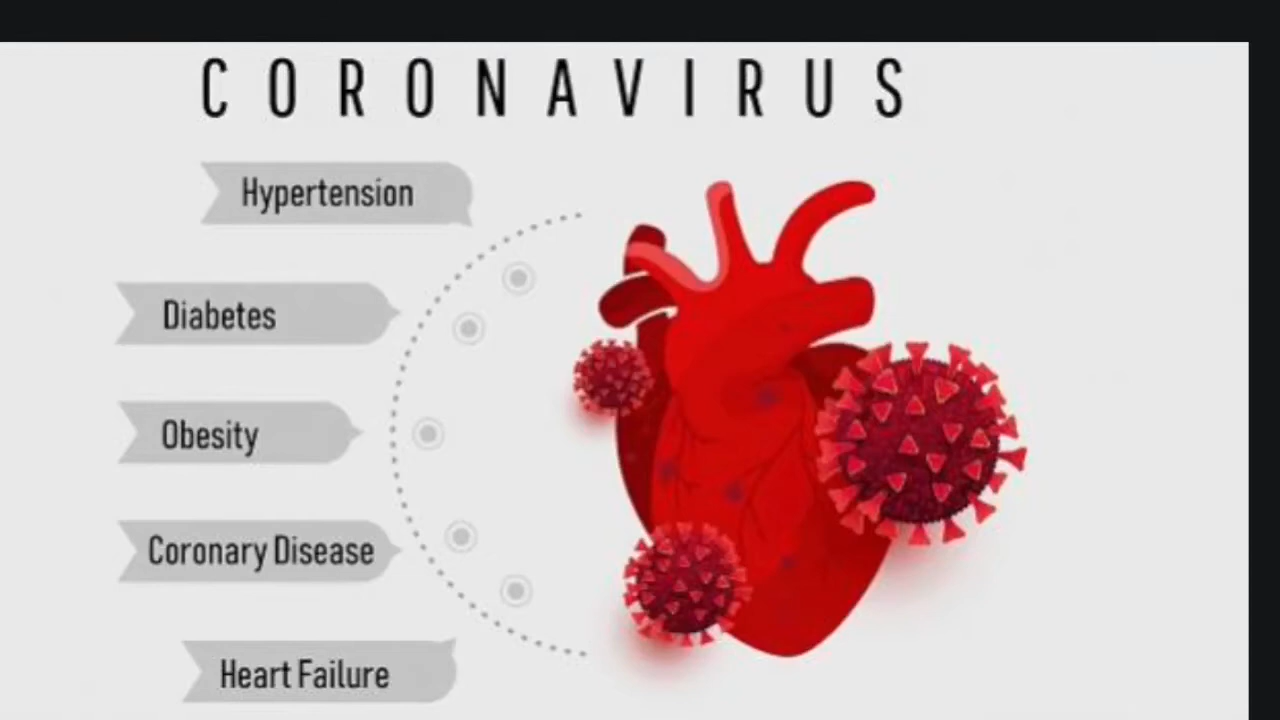 CORONAVIRUS
Hypertension
Diabetes
Obesity
Coronary Disease
Heart Failure